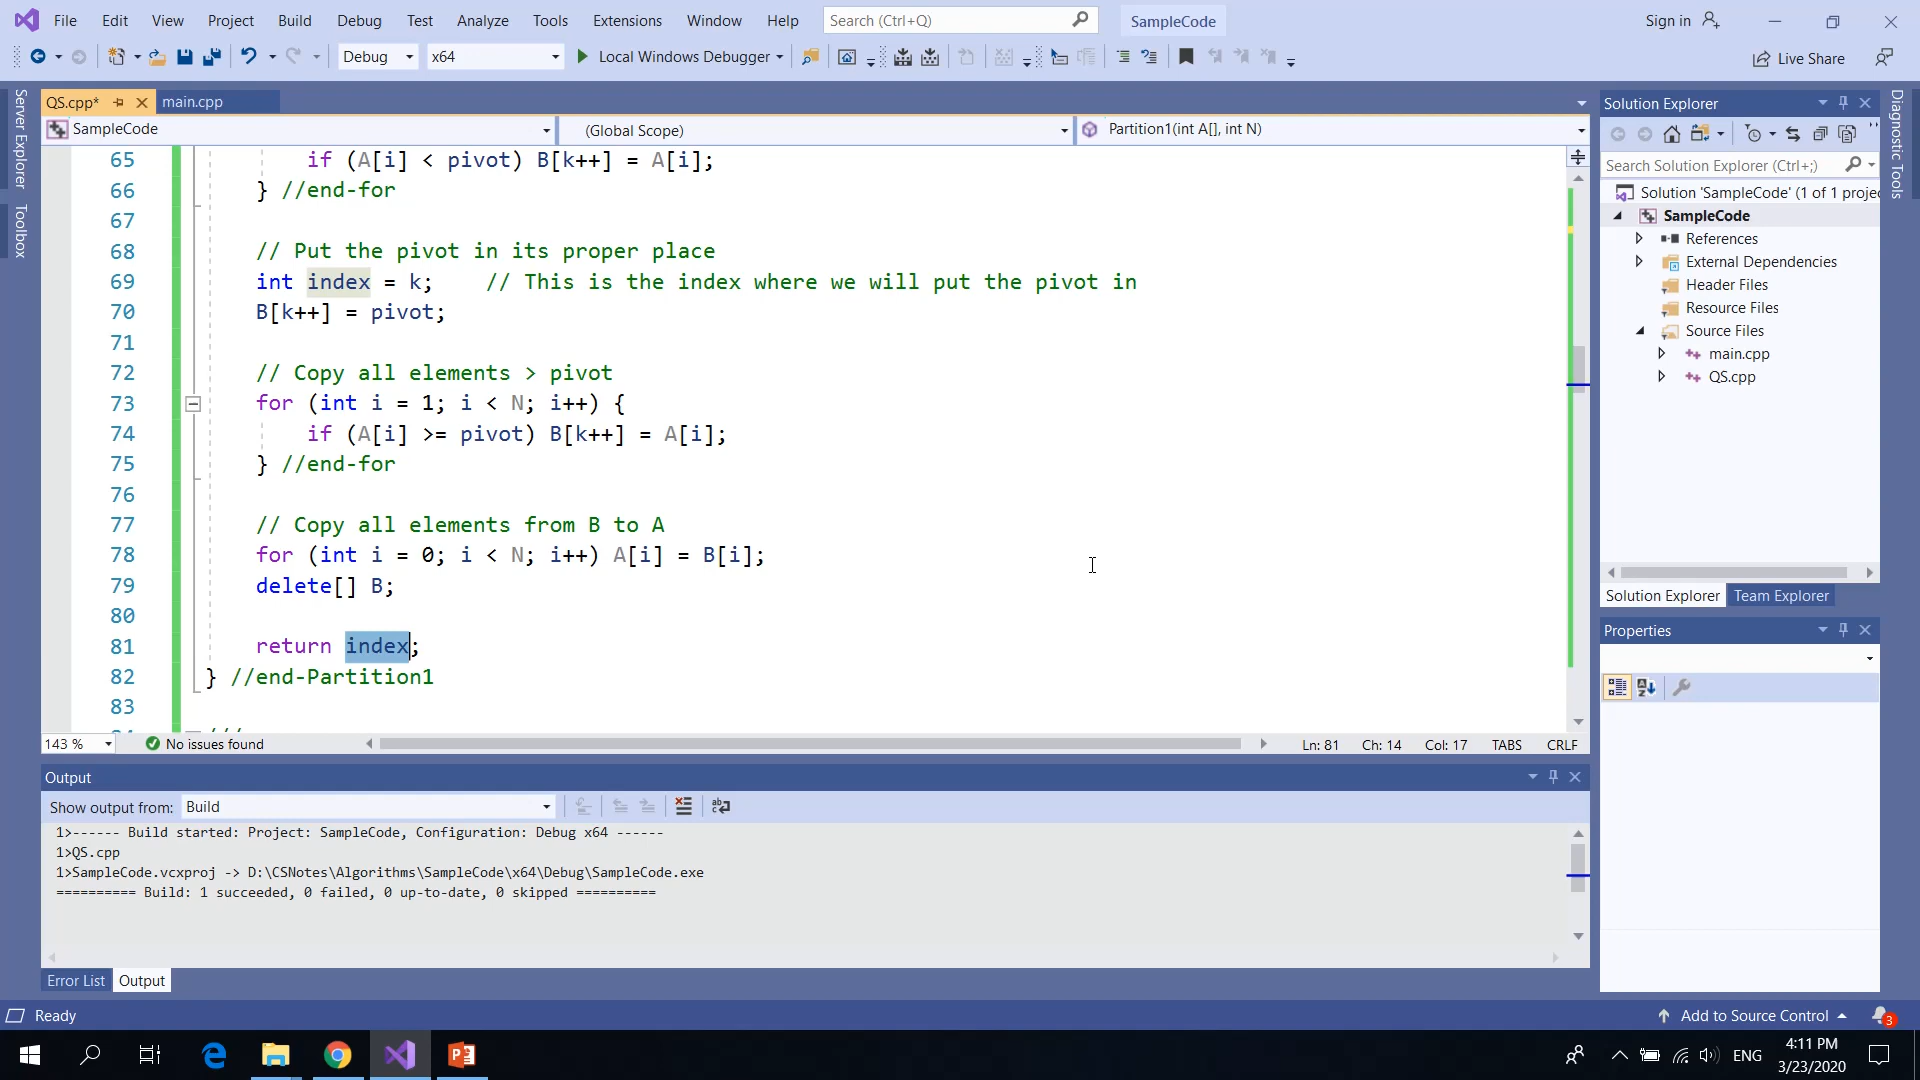 File Edit View Project Build Debug Test Analyze Tools Extensions Window Help Search (Ctrl+Q) SampleCode Sign in
Debug x64 Local Windows Debugger Live Share
Server Explorer
Toolbox
QS.cpp* main.cpp
SampleCode (Global Scope) Partition1(int A[], int N)
65 if (A[i] < pivot) B[k++] = A[i];
66 } //end-for
67
68 // Put the pivot in its proper place
69 int index = k; // This is the index where we will put the pivot in
70 B[k++] = pivot;
71
72 // Copy all elements > pivot
73 for (int i = 1; i < N; i++) {
74 if (A[i] >= pivot) B[k++] = A[i];
75 } //end-for
76
77 // Copy all elements from B to A
78 for (int i = 0; i < N; i++) A[i] = B[i];
79 delete[] B;
80
81 return index;
82 } //end-Partition1
83
143 % No issues found Ln: 81 Ch: 14 Col: 17 TABS CRLF
Output
Show output from: Build
1>------ Build started: Project: SampleCode, Configuration: Debug x64 ------
1>QS.cpp
1>SampleCode.vcxproj -> D:\CSNotes\Algorithms\SampleCode\x64\Debug\SampleCode.exe
========== Build: 1 succeeded, 0 failed, 0 up-to-date, 0 skipped ==========
Error List Output
Solution Explorer
Search Solution Explorer (Ctrl+;)
Solution 'SampleCode' (1 of 1 proje
SampleCode
References
External Dependencies
Header Files
Resource Files
Source Files
main.cpp
QS.cpp
Solution Explorer Team Explorer
Properties
Diagnostic Tools
Ready Add to Source Control 3
ENG 4:11 PM
3/23/2020